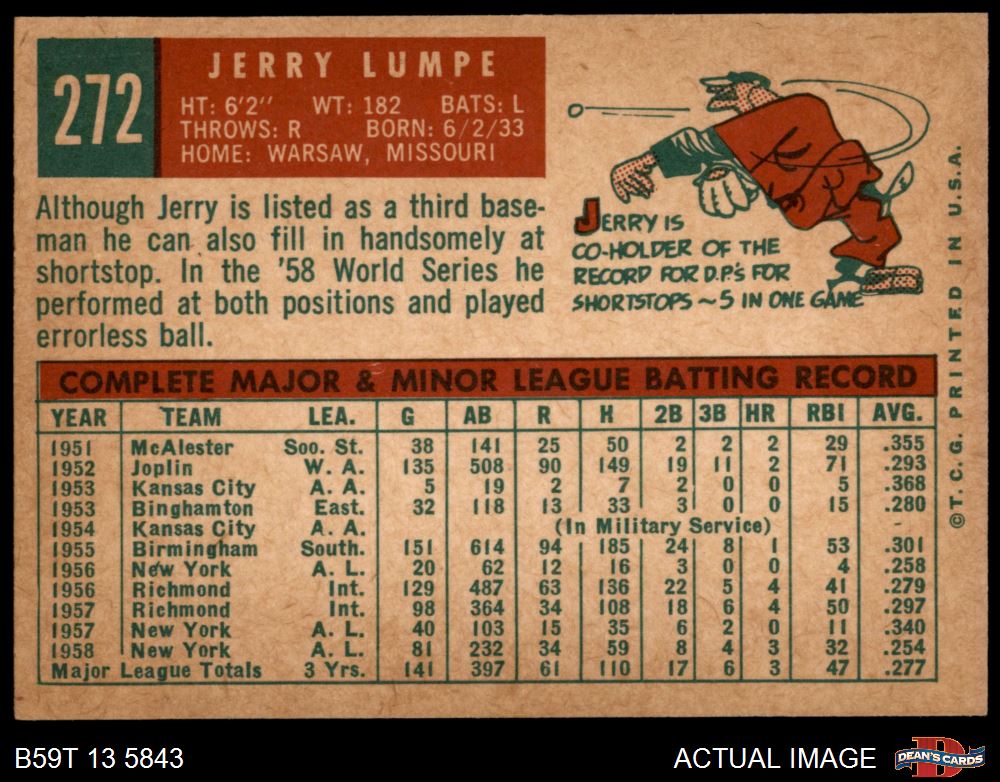 272
JERRY LUMPE
HT: 6'2'' WT: 182 BATS: L
THROWS: R BORN: 6/2/33
HOME: WARSAW, MISSOURI
Although Jerry is listed as a third base-
man he can also fill in handsomely at
shortstop. In the '58 World Series he
performed at both positions and played
errorless ball.
JERRY IS
CO-HOLDER OF THE
RECORD FOR D.P.'s FOR
SHORTSTOPS ~ 5 IN ONE GAME
COMPLETE MAJOR & MINOR LEAGUE BATTING RECORD
YEAR TEAM LEA. G AB R H 2B 3B HR RBI AVG.
1951 McAlester Soo. St. 38 141 25 50 2 2 2 29 .355
1952 Joplin W. A. 135 508 90 149 19 11 2 71 .293
1953 Kansas City A. A. 5 19 2 7 2 0 0 5 .368
1953 Binghamton East. 32 118 13 33 3 0 0 15 .280
1954 Kansas City A. A. (In Military Service) -
1955 Birmingham South. 151 614 94 185 24 8 1 53 .301
1956 New York A. L. 20 62 12 16 3 0 0 4 .258
1956 Richmond Int. 129 487 63 136 22 5 4 41 .279
1957 Richmond Int. 98 364 34 108 18 6 4 50 .297
1957 New York A. L. 40 103 15 35 6 2 0 11 .340
1958 New York A. L. 81 232 34 59 8 4 3 32 .254
Major League Totals 3 Yrs. 141 397 61 110 17 6 3 47 .277
© T. C. G. PRINTED IN U.S.A.
B59T 13 5843
ACTUAL IMAGE
D
DEAN'S CARDS